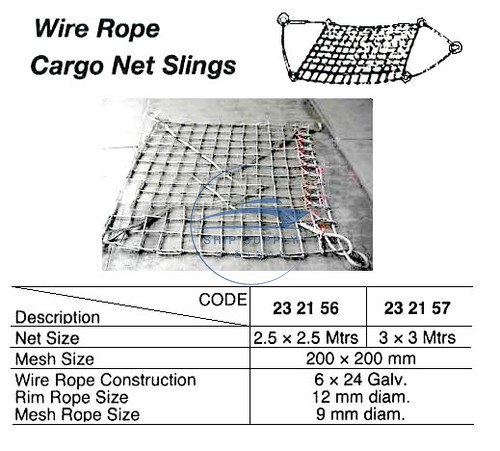 Wire Rope
Cargo Net Slings
SHIP SUPPLY
CODE
Description
23 21 56 23 21 57
Net Size 2.5 × 2.5 Mtrs 3 × 3 Mtrs
Mesh Size 200 × 200 mm
Wire Rope Construction 6 × 24 Galv.
Rim Rope Size 12 mm diam.
Mesh Rope Size 9 mm diam.